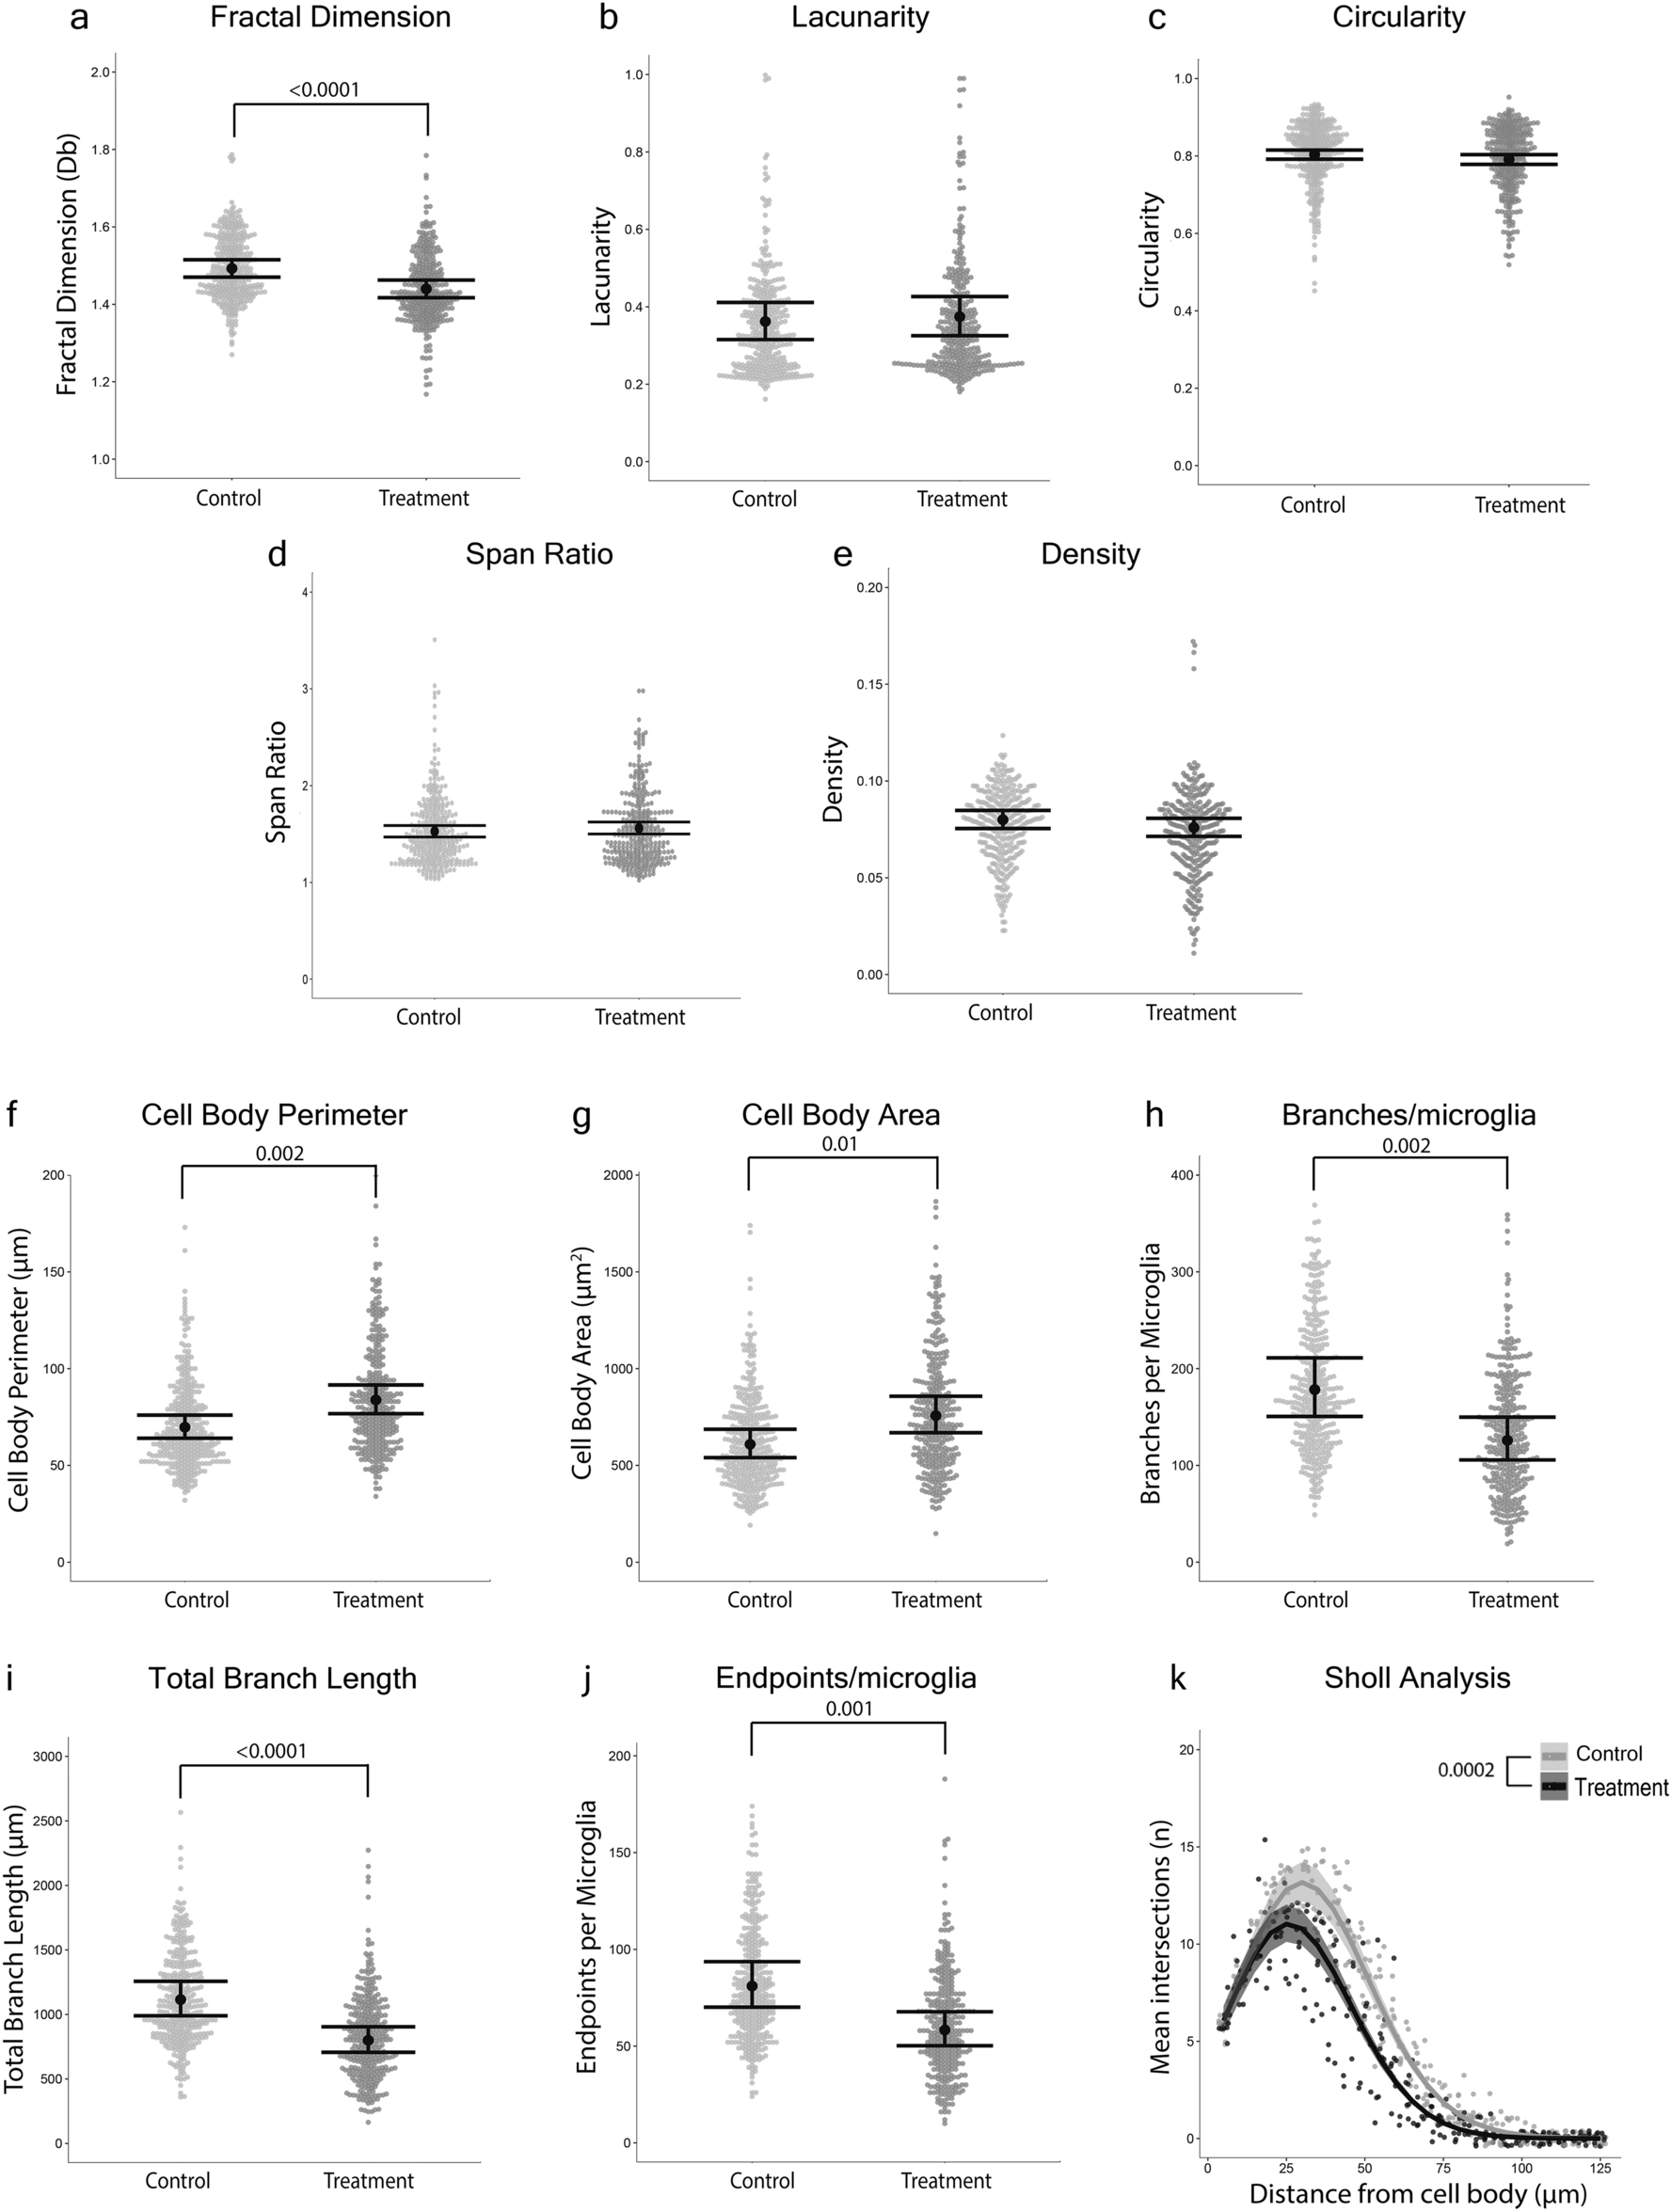 a Fractal Dimension
Fractal Dimension (Db)
2.0
1.8
1.6
1.4
1.2
1.0
<0.0001
Control Treatment
b Lacunarity
Lacunarity
1.0
0.8
0.6
0.4
0.2
0.0
Control Treatment
c Circularity
Circularity
1.0
0.8
0.6
0.4
0.2
0.0
Control Treatment
d Span Ratio
Span Ratio
4
3
2
1
0
Control Treatment
e Density
Density
0.20
0.15
0.10
0.05
0.00
Control Treatment
f Cell Body Perimeter
0.002
Cell Body Perimeter (µm)
200
150
100
50
0
Control Treatment
g Cell Body Area
0.01
Cell Body Area (µm²)
2000
1500
1000
500
0
Control Treatment
h Branches/microglia
0.002
Branches per Microglia
400
300
200
100
0
Control Treatment
i Total Branch Length
<0.0001
Total Branch Length (µm)
3000
2500
2000
1500
1000
500
0
Control Treatment
j Endpoints/microglia
0.001
Endpoints per Microglia
200
150
100
50
0
Control Treatment
k Sholl Analysis
0.0002
Control
Treatment
Mean intersections (n)
20
15
10
5
0
0 25 50 75 100 125
Distance from cell body (µm)